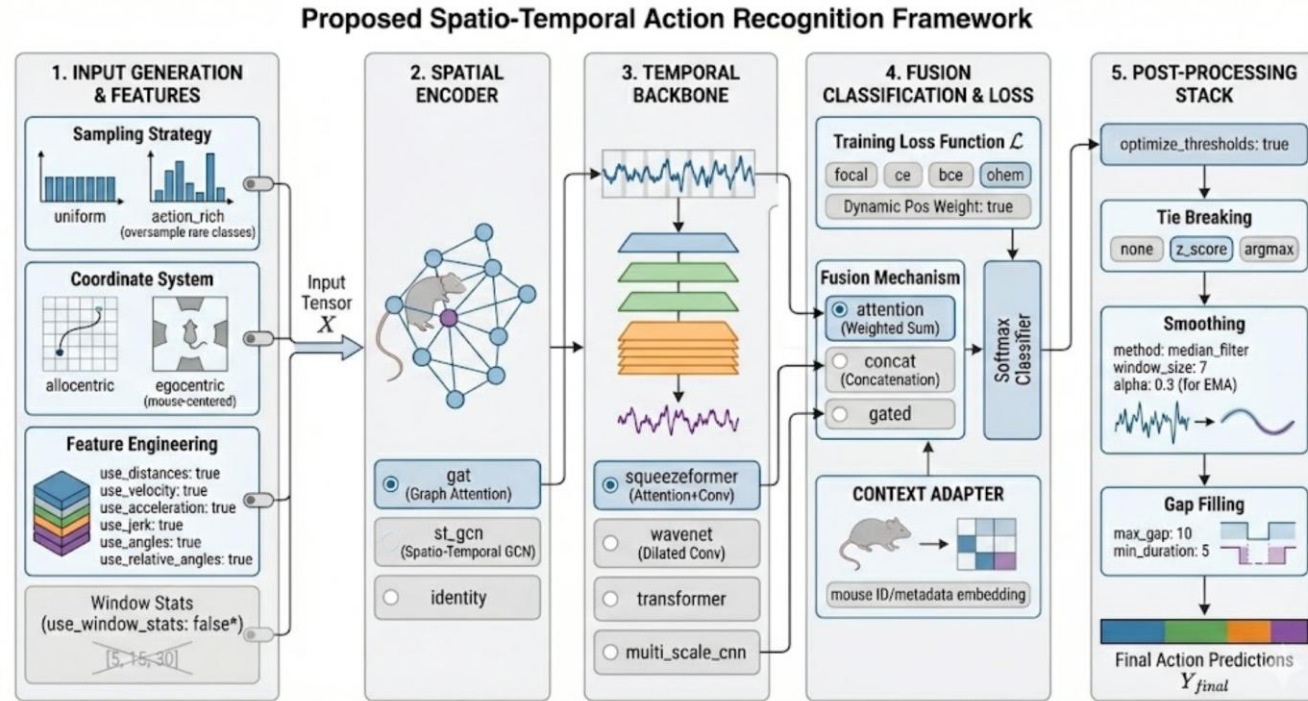 Proposed Spatio-Temporal Action Recognition Framework
1. INPUT GENERATION
& FEATURES
Sampling Strategy
uniform
action_rich
(oversample rare classes)
Coordinate System
allocentric
egocentric
(mouse-centered)
Feature Engineering
use_distances: true
use_velocity: true
use_acceleration: true
use_jerk: true
use_angles: true
use_relative_angles: true
Window Stats
(use_window_stats: false*)
[5, 15, 30]
Input
Tensor
X
2. SPATIAL
ENCODER
gat
(Graph Attention)
st_gcn
(Spatio-Temporal GCN)
identity
3. TEMPORAL
BACKBONE
squeezeformer
(Attention+Conv)
wavenet
(Dilated Conv)
transformer
multi_scale_cnn
4. FUSION
CLASSIFICATION & LOSS
Training Loss Function ℒ
focal
ce
bce
ohem
Dynamic Pos Weight: true
Fusion Mechanism
attention
(Weighted Sum)
concat
(Concatenation)
gated
Softmax
Classifier
CONTEXT ADAPTER
mouse ID/metadata embedding
5. POST-PROCESSING
STACK
optimize_thresholds: true
Tie Breaking
none
z_score
argmax
Smoothing
method: median_filter
window_size: 7
alpha: 0.3 (for EMA)
Gap Filling
max_gap: 10
min_duration: 5
Final Action Predictions
Y_final